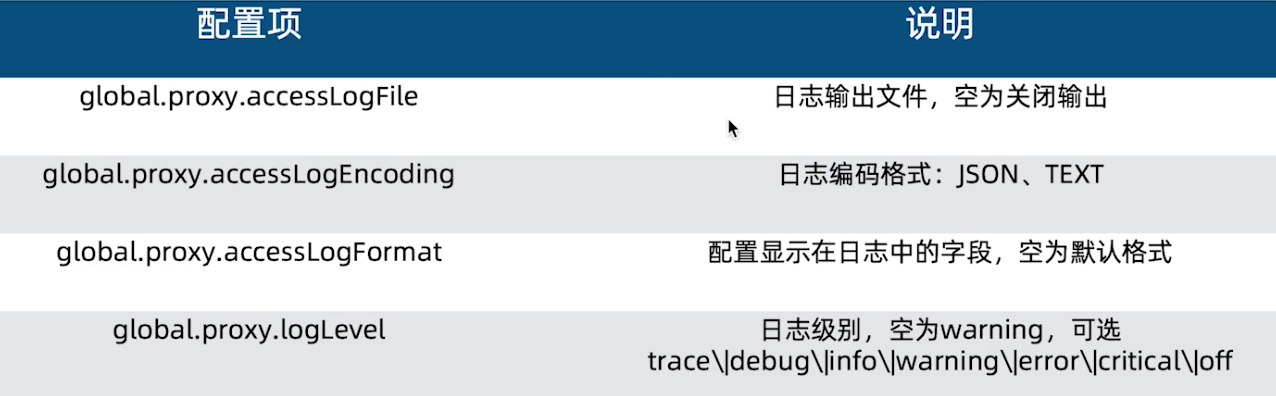 配置项 说明
global.proxy.accessLogFile 日志输出文件，空为关闭输出
global.proxy.accessLogEncoding 日志编码格式：JSON、TEXT
global.proxy.accessLogFormat 配置显示在日志中的字段，空为默认格式
global.proxy.logLevel 日志级别，空为warning，可选
trace\|debug\|info\|warning\|error\|critical\|off